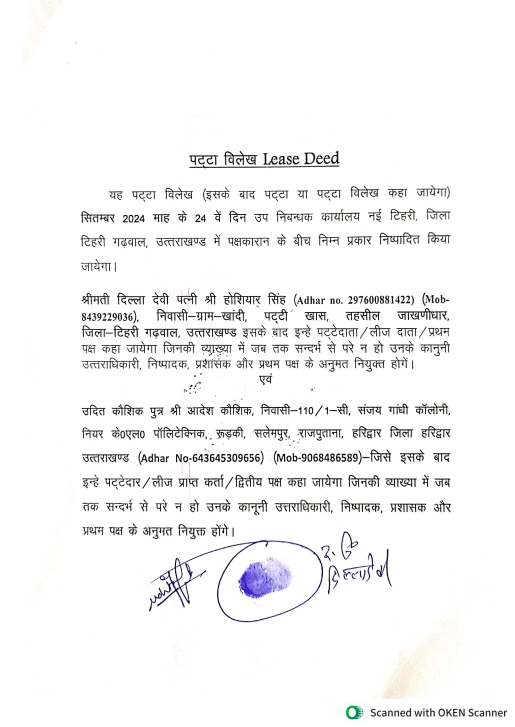 पट्टा विलेख Lease Deed
यह पट्टा विलेख (इसके बाद पट्टा या पट्टा विलेख कहा जायेगा)
सितम्बर 2024 माह के 24 वें दिन उप निबन्धक कार्यालय नई टिहरी, जिला
टिहरी गढ़वाल, उत्तराखण्ड में पक्षकारान के बीच निम्न प्रकार निष्पादित किया
जायेगा।
श्रीमती दिल्ला देवी पत्नी श्री होशियार सिंह (Adhar no. 297600881422) (Mob-
8439229036), निवासी–ग्राम–खांदी, पट्टी खास, तहसील जाखणीधार,
जिला–टिहरी गढ़वाल, उत्तराखण्ड इसके बाद इन्हे पट्टेदाता/लीज दाता/प्रथम
पक्ष कहा जायेगा जिनकी व्याख्या में जब तक सन्दर्भ से परे न हो उनके कानुनी
उत्तराधिकारी, निष्पादक, प्रशासक और प्रथम पक्ष के अनुमत नियुक्त होगें।
एवं
उदित कौशिक पुत्र श्री आदेश कौशिक, निवासी–110/1–सी, संजय गांधी कॉलोनी,
नियर के0एल0 पॉलिटेक्निक, रूड़की, सलेमपुर, राजपुताना, हरिद्वार जिला हरिद्वार
उत्तराखण्ड (Adhar No-643645309656) (Mob-9068486589)–जिसे इसके बाद
इन्हे पट्टेदार/लीज प्राप्त कर्ता/द्वितीय पक्ष कहा जायेगा जिनकी व्याख्या में जब
तक सन्दर्भ से परे न हो उनके कानूनी उत्तराधिकारी, निष्पादक, प्रशासक और
प्रथम पक्ष के अनुमत नियुक्त होंगे।
Scanned with OKEN Scanner